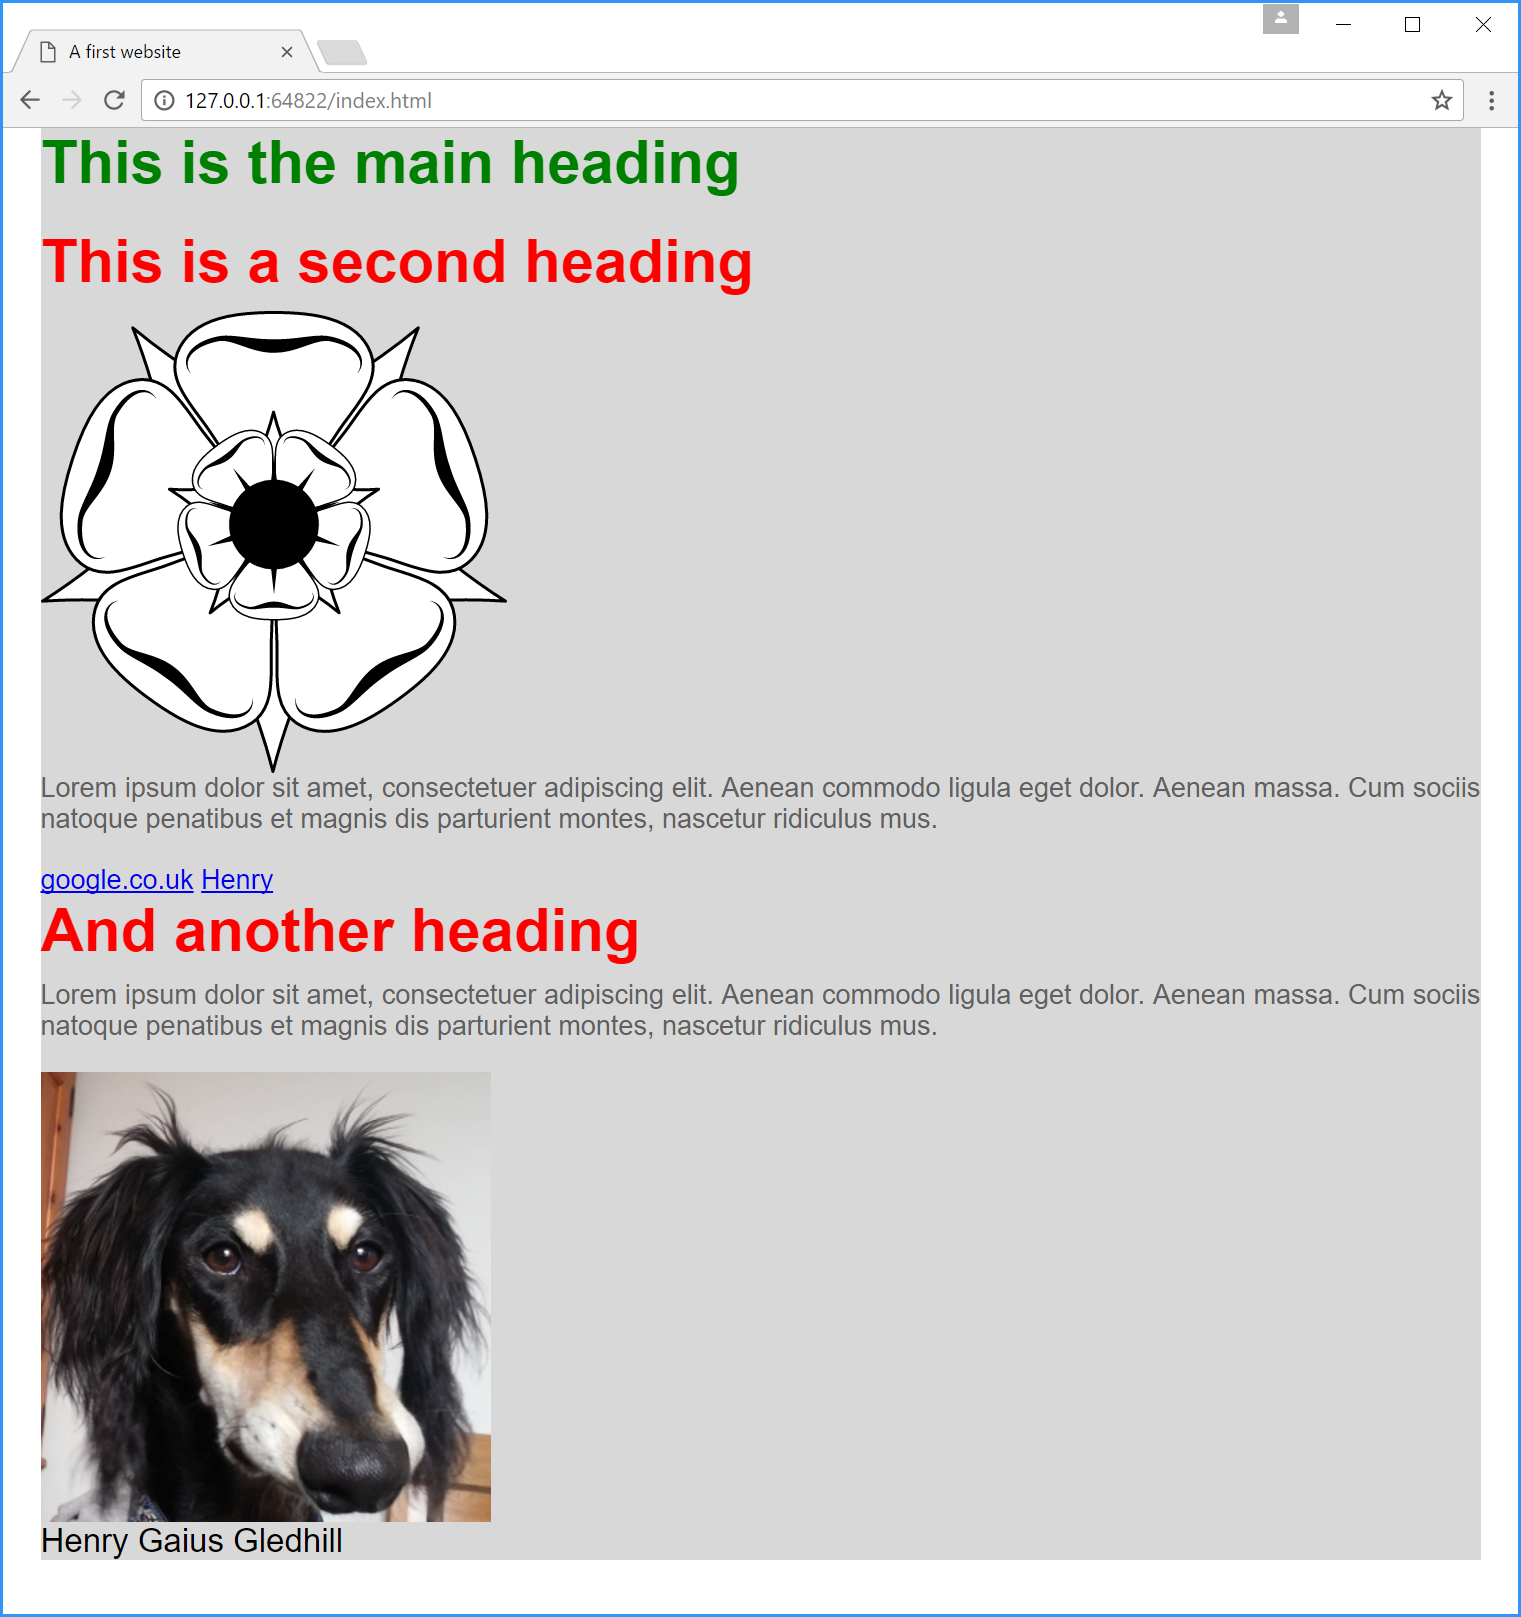 A first website
127.0.0.1:64822/index.html
This is the main heading
This is a second heading
Lorem ipsum dolor sit amet, consectetuer adipiscing elit. Aenean commodo ligula eget dolor. Aenean massa. Cum sociis
natoque penatibus et magnis dis parturient montes, nascetur ridiculus mus.
google.co.uk Henry
And another heading
Lorem ipsum dolor sit amet, consectetuer adipiscing elit. Aenean commodo ligula eget dolor. Aenean massa. Cum sociis
natoque penatibus et magnis dis parturient montes, nascetur ridiculus mus.
Henry Gaius Gledhill